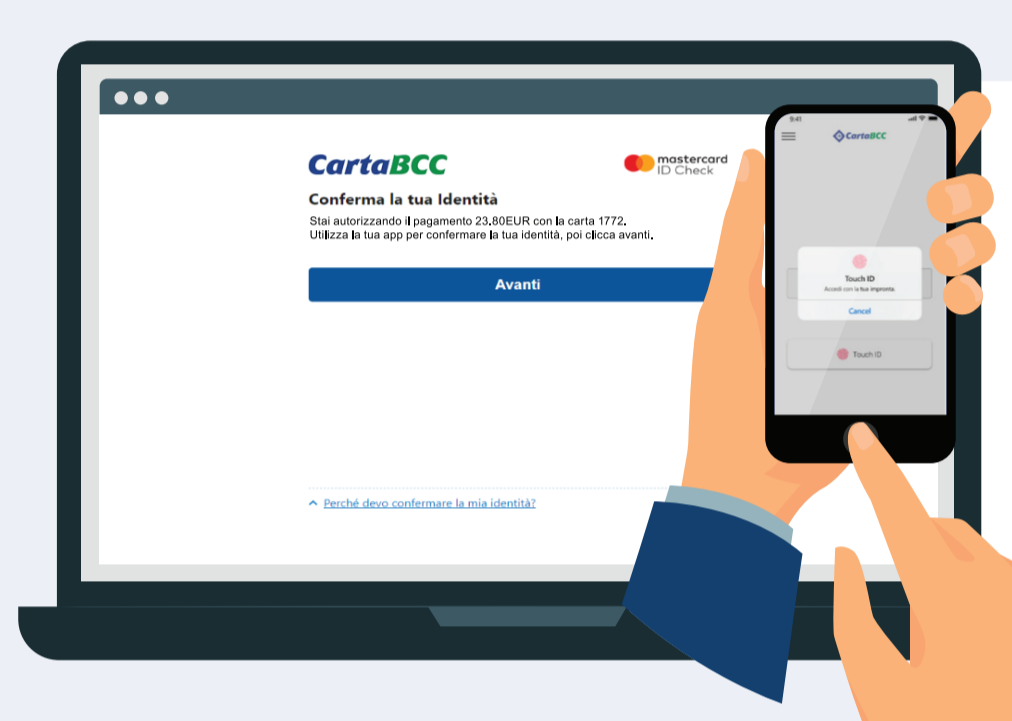 CartaBCC
mastercard
ID Check
Conferma la tua Identità
Stai autorizzando il pagamento 23,80EUR con la carta 1772.
Utilizza la tua app per confermare la tua identità, poi clicca avanti.
Avanti
Perché devo confermare la mia identità?
9:41
CartaBCC
Touch ID
Accedi con la tua impronta
Cancel
Touch ID